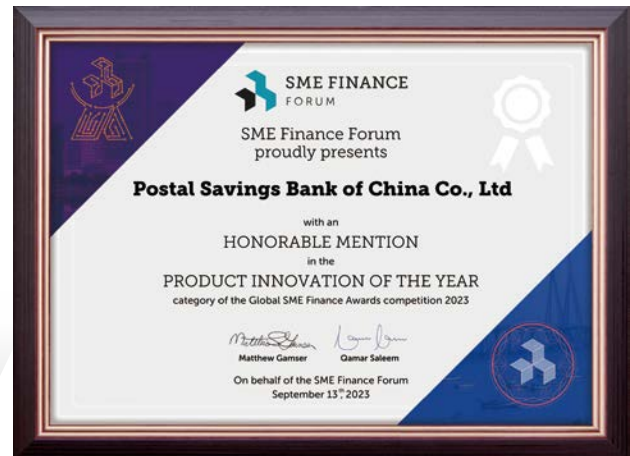 SME FINANCE
FORUM
SME Finance Forum
proudly presents
Postal Savings Bank of China Co., Ltd
with an
HONORABLE MENTION
in the
PRODUCT INNOVATION OF THE YEAR
category of the Global SME Finance Awards competition 2023
Matthew Gamser Qamar Saleem
On behalf of the SME Finance Forum
September 13th, 2023